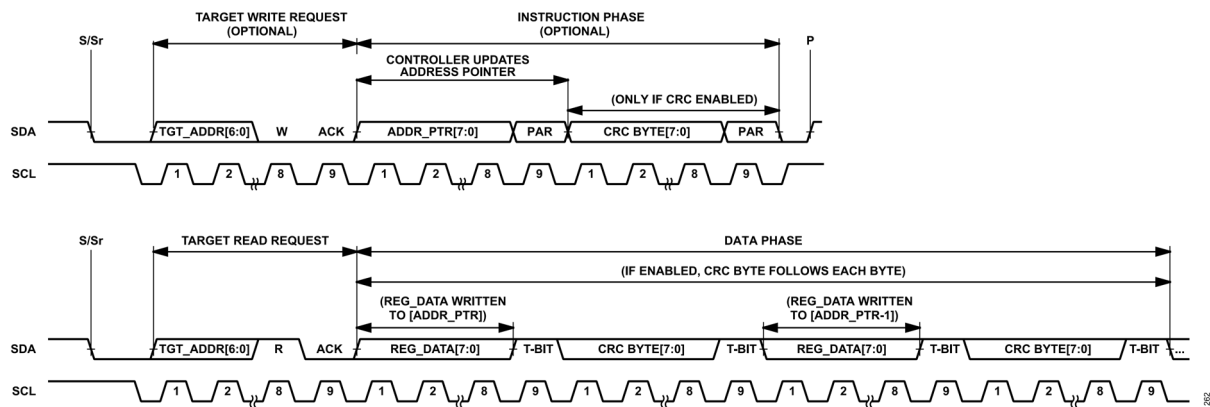 TARGET WRITE REQUEST
(OPTIONAL)
INSTRUCTION PHASE
(OPTIONAL)
S/Sr
P
CONTROLLER UPDATES
ADDRESS POINTER
(ONLY IF CRC ENABLED)
SDA TGT_ADDR[6:0] W ACK ADDR_PTR[7:0] PAR CRC BYTE[7:0] PAR
SCL 1 2 8 9 1 2 8 9 1 2 8 9
S/Sr TARGET READ REQUEST DATA PHASE
(IF ENABLED, CRC BYTE FOLLOWS EACH BYTE)
(REG_DATA WRITTEN
TO [ADDR_PTR])
(REG_DATA WRITTEN
TO [ADDR_PTR-1])
SDA TGT_ADDR[6:0] R ACK REG_DATA[7:0] T-BIT CRC BYTE[7:0] T-BIT REG_DATA[7:0] T-BIT CRC BYTE[7:0] T-BIT ...
SCL 1 2 8 9 1 2 8 9 1 2 8 9 1 2 8 9 1 2 8 9
262